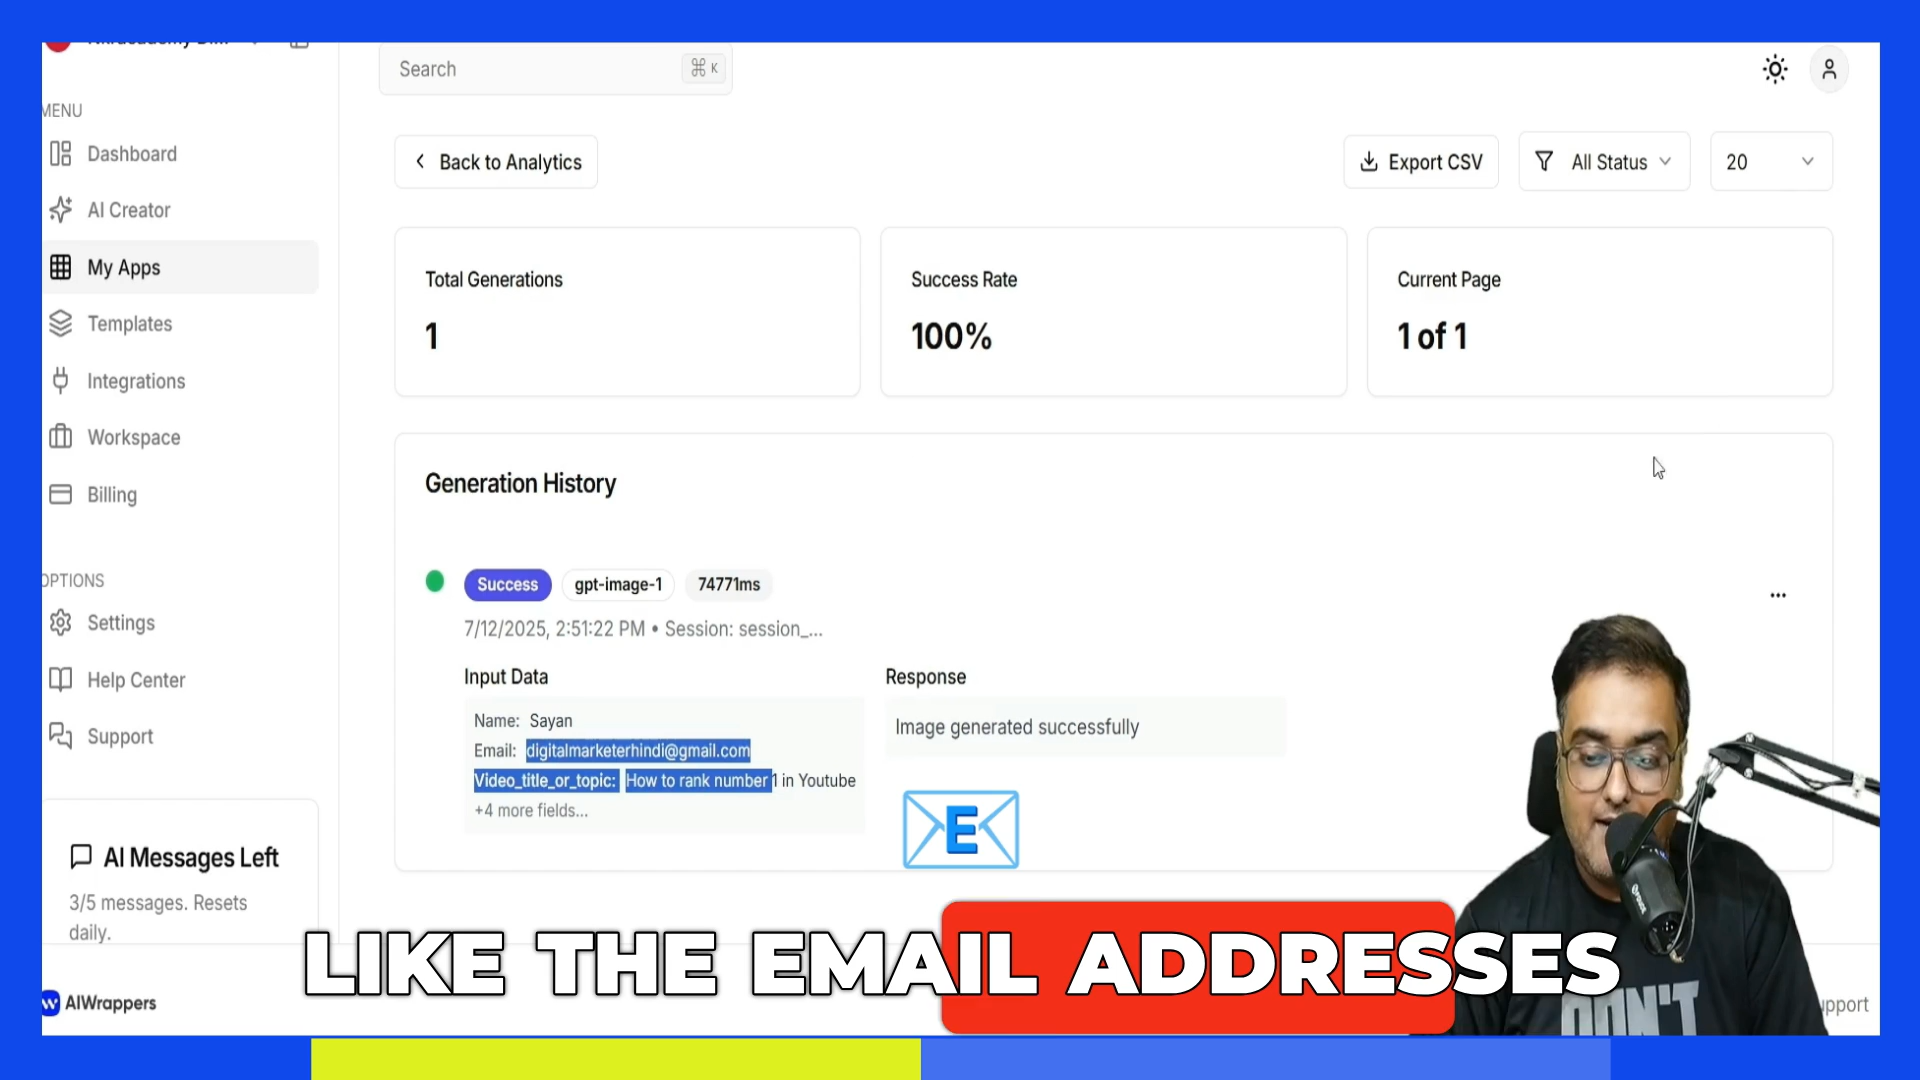 MENU
Dashboard
AI Creator
My Apps
Templates
Integrations
Workspace
Billing
OPTIONS
Settings
Help Center
Support
AI Messages Left
3/5 messages. Resets
daily.
AIWrappers
Search
⌘ K
Back to Analytics
Export CSV
All Status
20
Total Generations
1
Success Rate
100%
Current Page
1 of 1
Generation History
Success gpt-image-1 74771ms
7/12/2025, 2:51:22 PM • Session: session_...
Input Data
Name: Sayan
Email: digitalmarketerhindi@gmail.com
Video_title_or_topic: How to rank number 1 in Youtube
+4 more fields...
Response
Image generated successfully
E
LIKE THE EMAIL ADDRESSES
DON'T